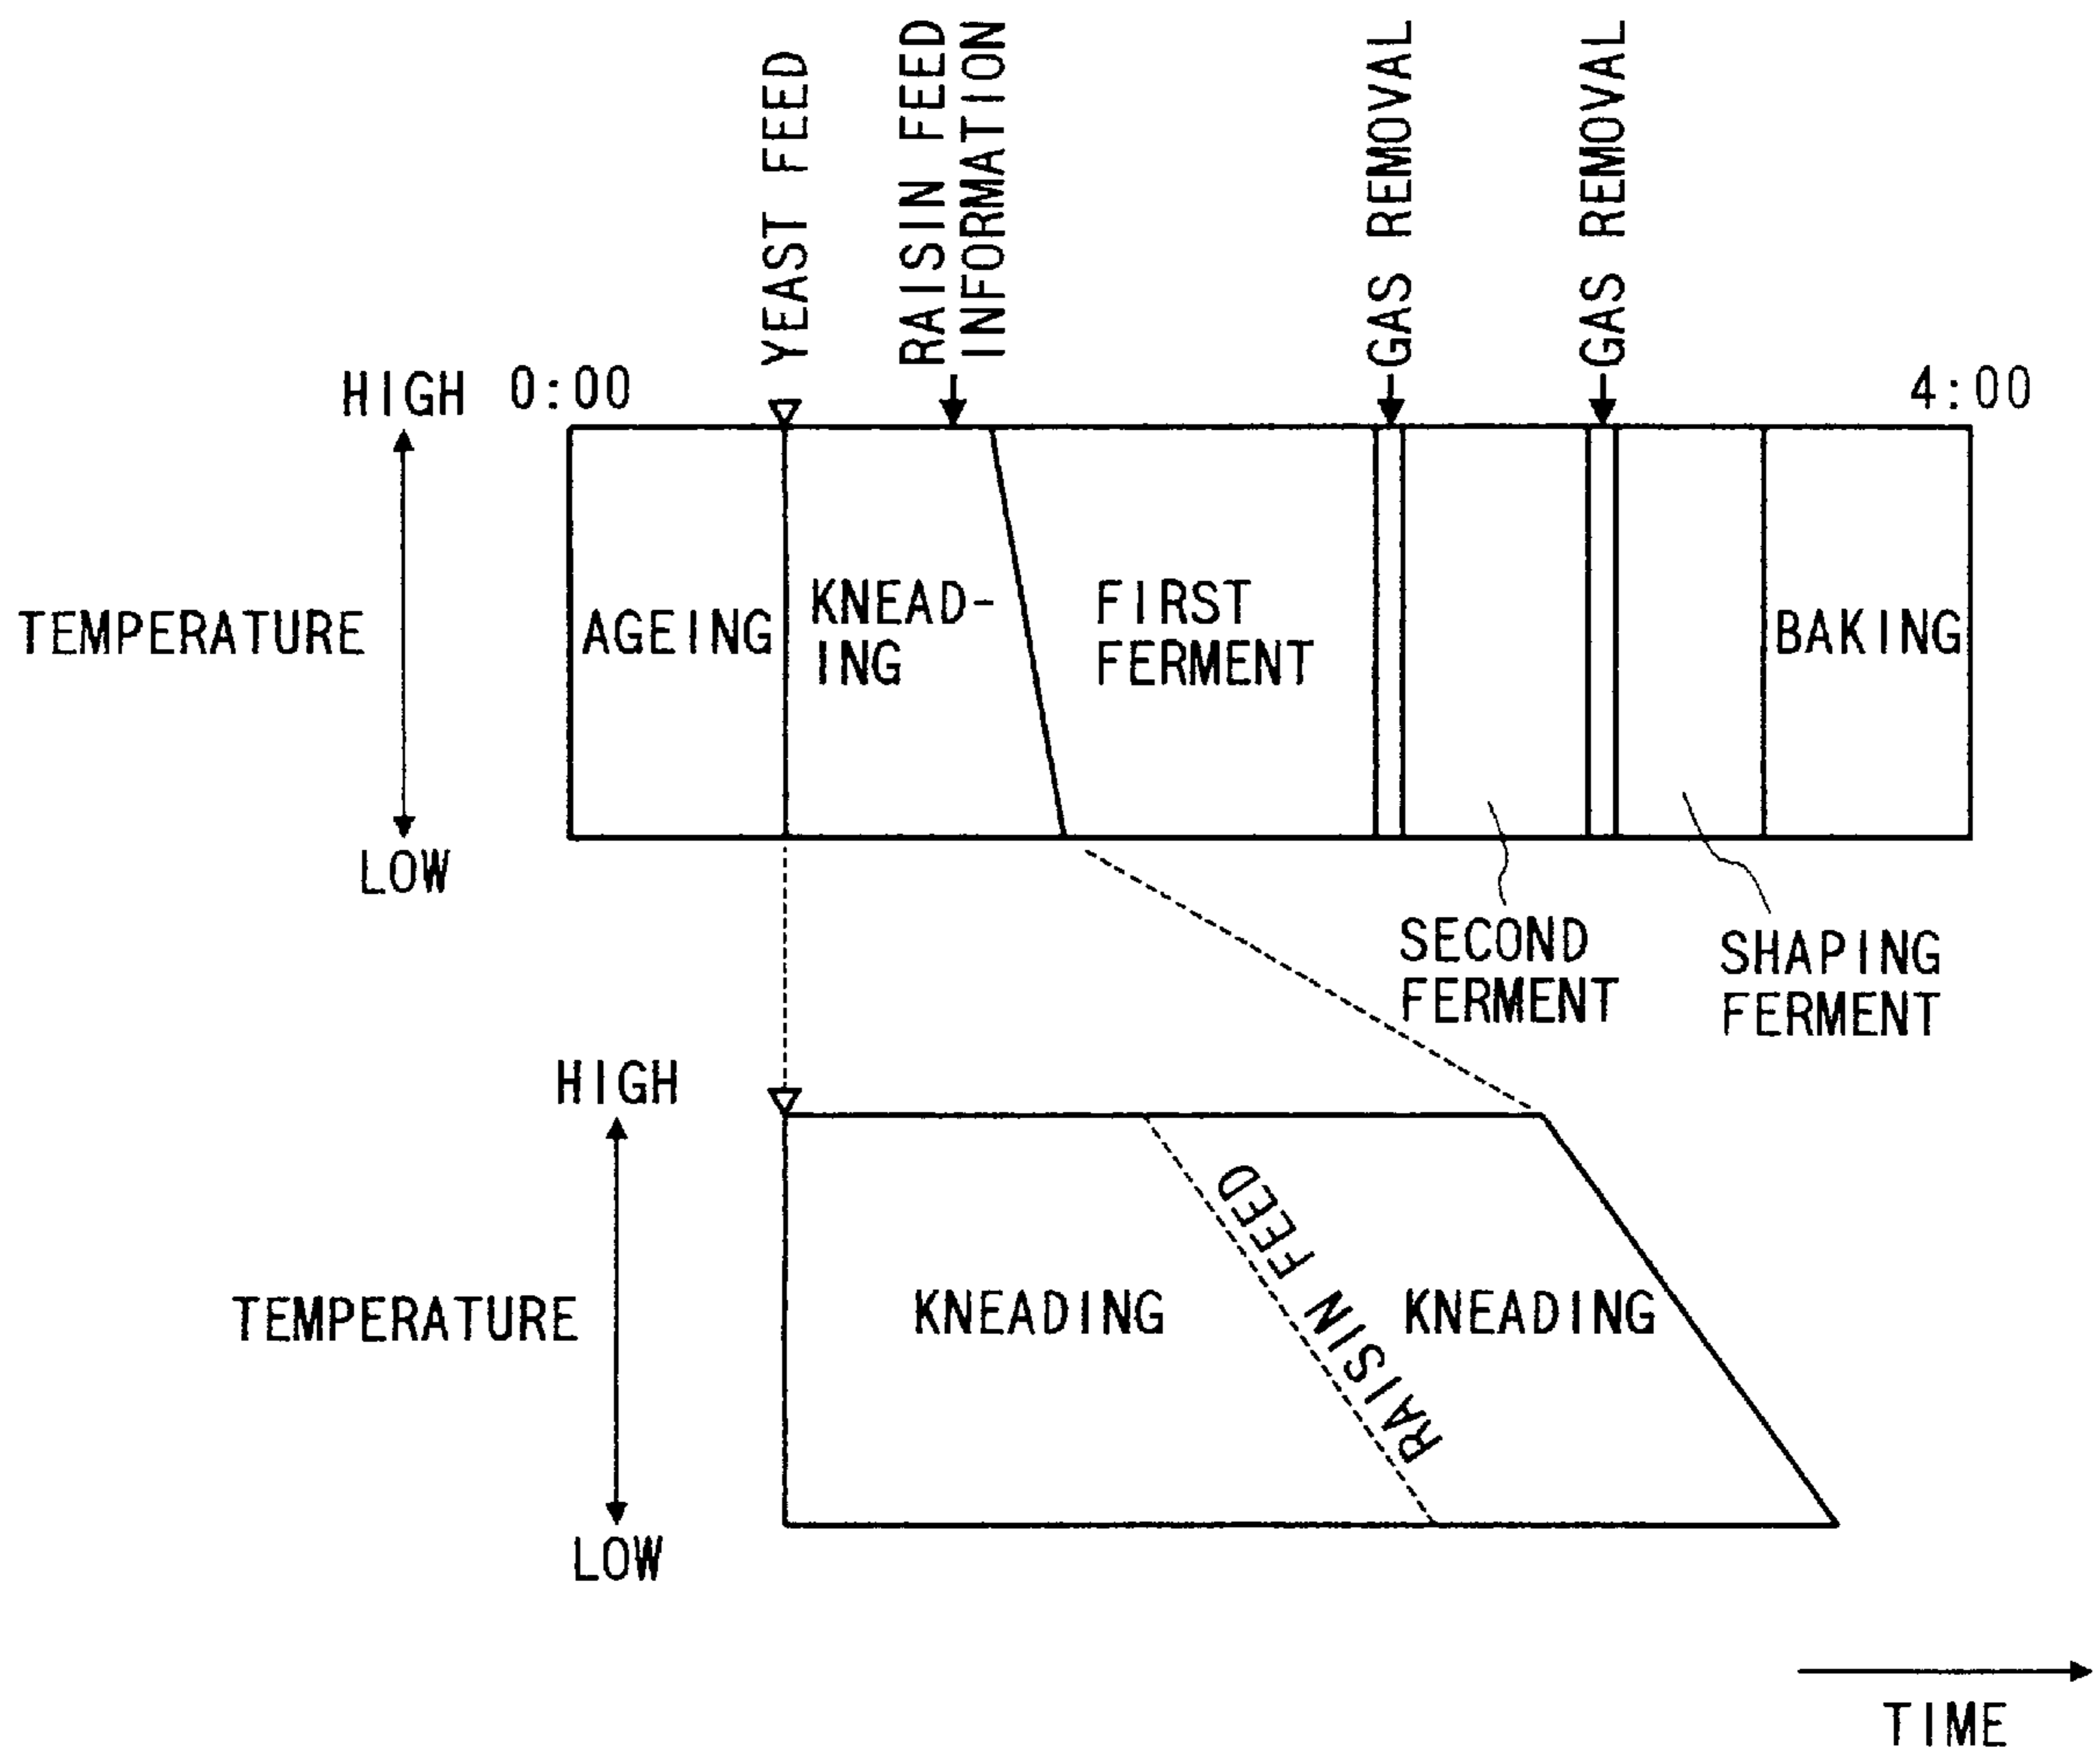 YEAST FEED
RAISIN FEED
INFORMATION
GAS REMOVAL
GAS REMOVAL
HIGH
0:00
4:00
TEMPERATURE
AGEING
KNEAD-
ING
FIRST
FERMENT
BAKING
LOW
SECOND
FERMENT
SHAPING
FERMENT
HIGH
TEMPERATURE
KNEADING
RAISIN FEED
KNEADING
LOW
TIME